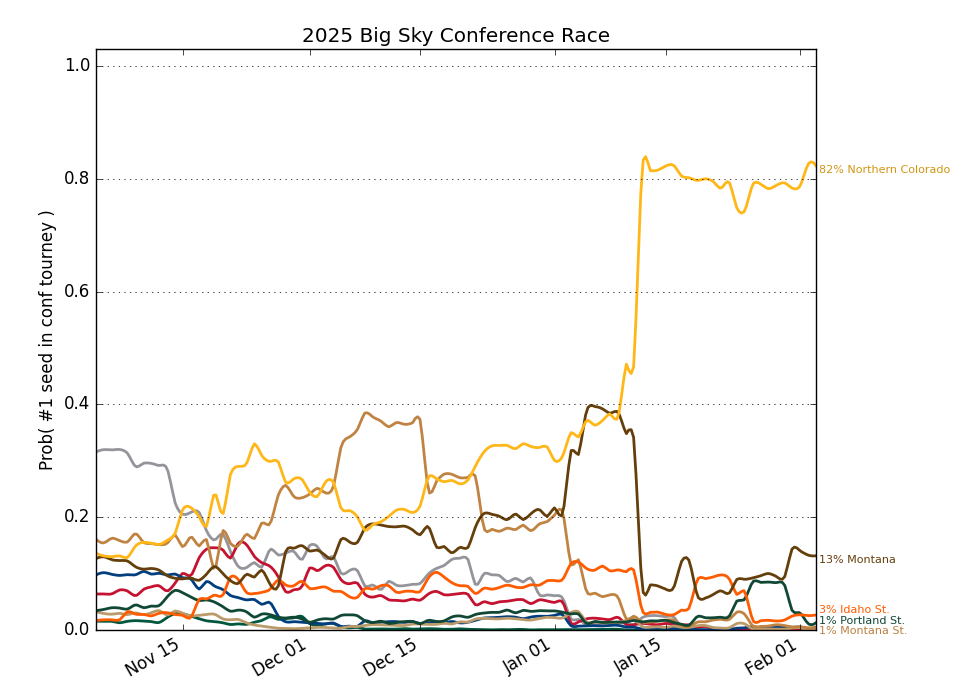 2025 Big Sky Conference Race
Prob( #1 seed in conf tourney )
1.0
0.8
0.6
0.4
0.2
0.0
82% Northern Colorado
13% Montana
3% Idaho St.
1% Portland St.
1% Montana St.
Nov 15
Dec 01
Dec 15
Jan 01
Jan 15
Feb 01